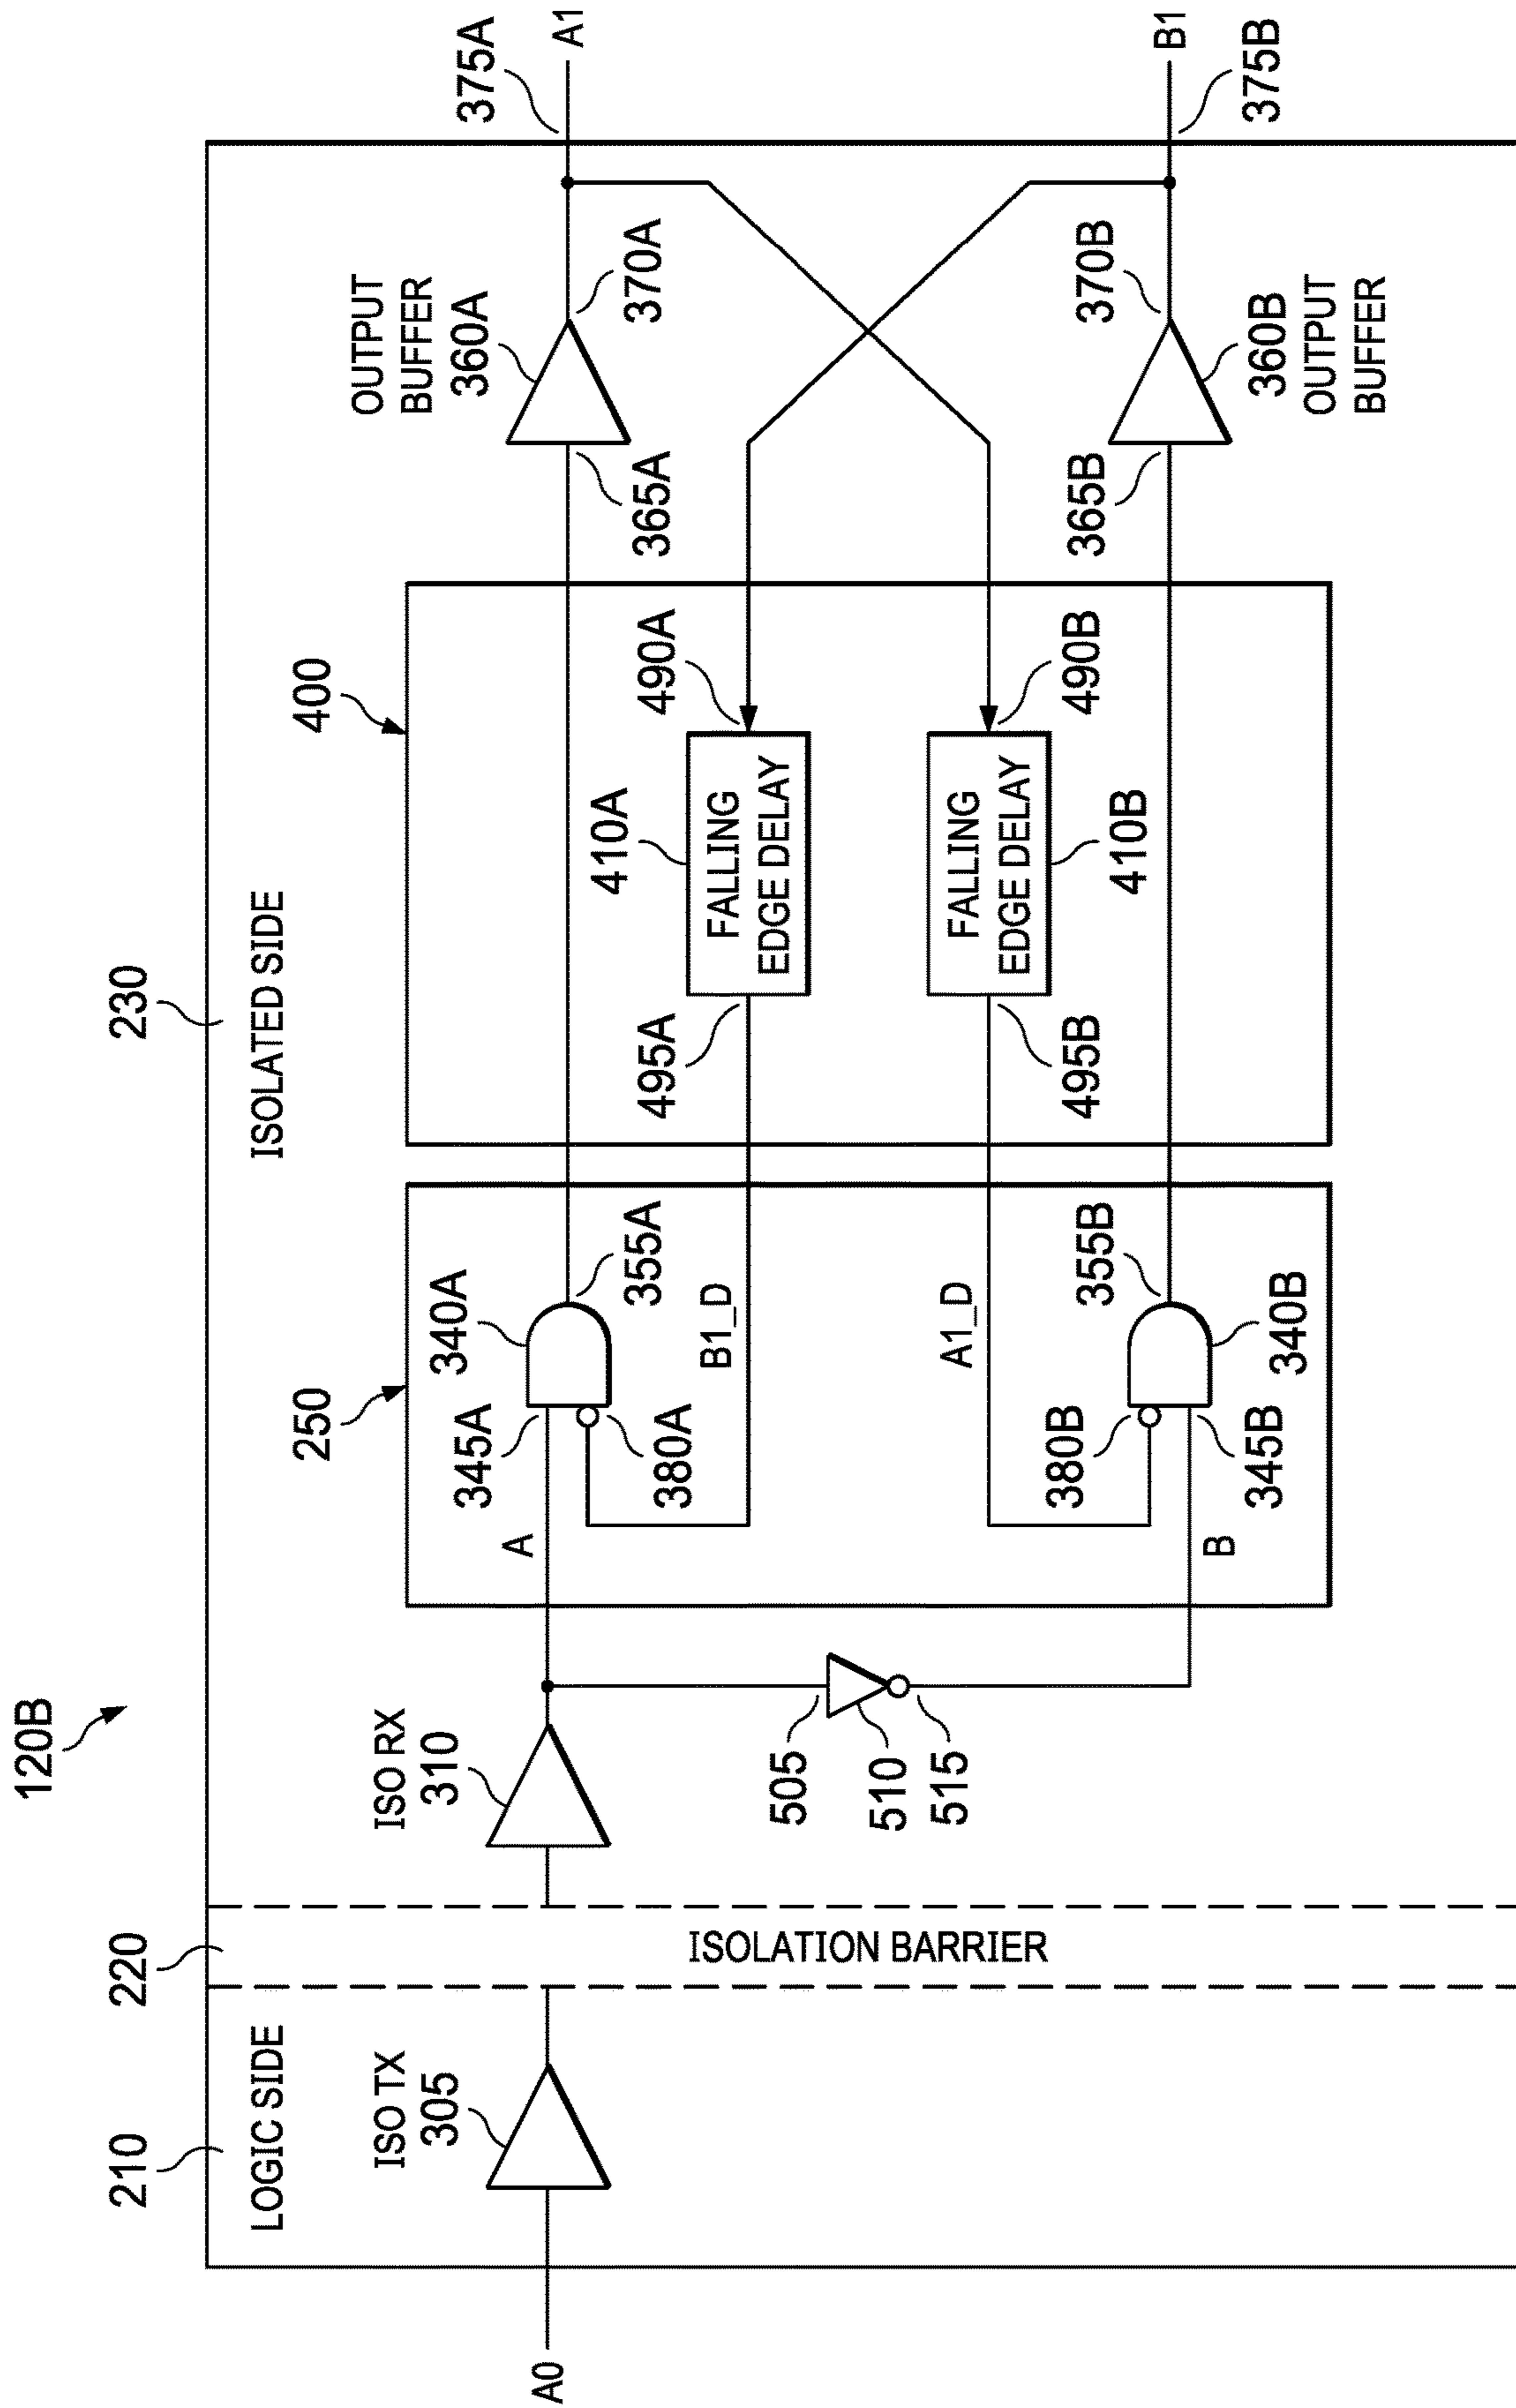 120B
210
220
230
LOGIC SIDE
ISOLATED SIDE
ISOLATION BARRIER
A0
ISO TX
305
ISO RX
310
505
510
515
250
A
345A
340A
355A
380A
B1_D
A1_D
380B
B
345B
340B
355B
400
495A
410A
FALLING
EDGE DELAY
490A
495B
FALLING
EDGE DELAY
410B
490B
OUTPUT
BUFFER
360A
365A
370A
365B
370B
360B
OUTPUT
BUFFER
375A
A1
B1
375B